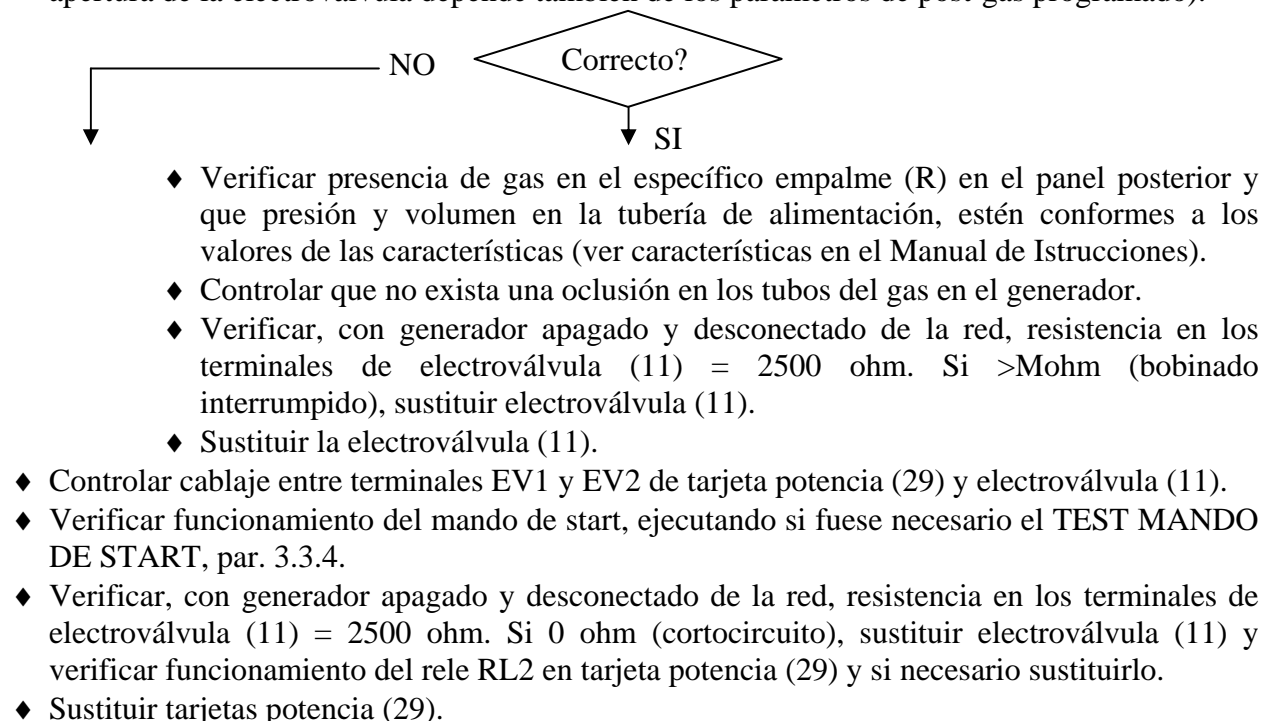 apertura de la electroválvula depende también de los parámetros de post-gas programado).
NO Correcto?
SI
♦ Verificar presencia de gas en el específico empalme (R) en el panel posterior y
que presión y volumen en la tubería de alimentación, estén conformes a los
valores de las características (ver características en el Manual de Istrucciones).
♦ Controlar que no exista una oclusión en los tubos del gas en el generador.
♦ Verificar, con generador apagado y desconectado de la red, resistencia en los
terminales de electroválvula (11) = 2500 ohm. Si >Mohm (bobinado
interrumpido), sustituir electroválvula (11).
♦ Sustituir la electroválvula (11).
♦ Controlar cablaje entre terminales EV1 y EV2 de tarjeta potencia (29) y electroválvula (11).
♦ Verificar funcionamiento del mando de start, ejecutando si fuese necesario el TEST MANDO
DE START, par. 3.3.4.
♦ Verificar, con generador apagado y desconectado de la red, resistencia en los terminales de
electroválvula (11) = 2500 ohm. Si 0 ohm (cortocircuito), sustituir electroválvula (11) y
verificar funcionamiento del rele RL2 en tarjeta potencia (29) y si necesario sustituirlo.
♦ Sustituir tarjetas potencia (29).